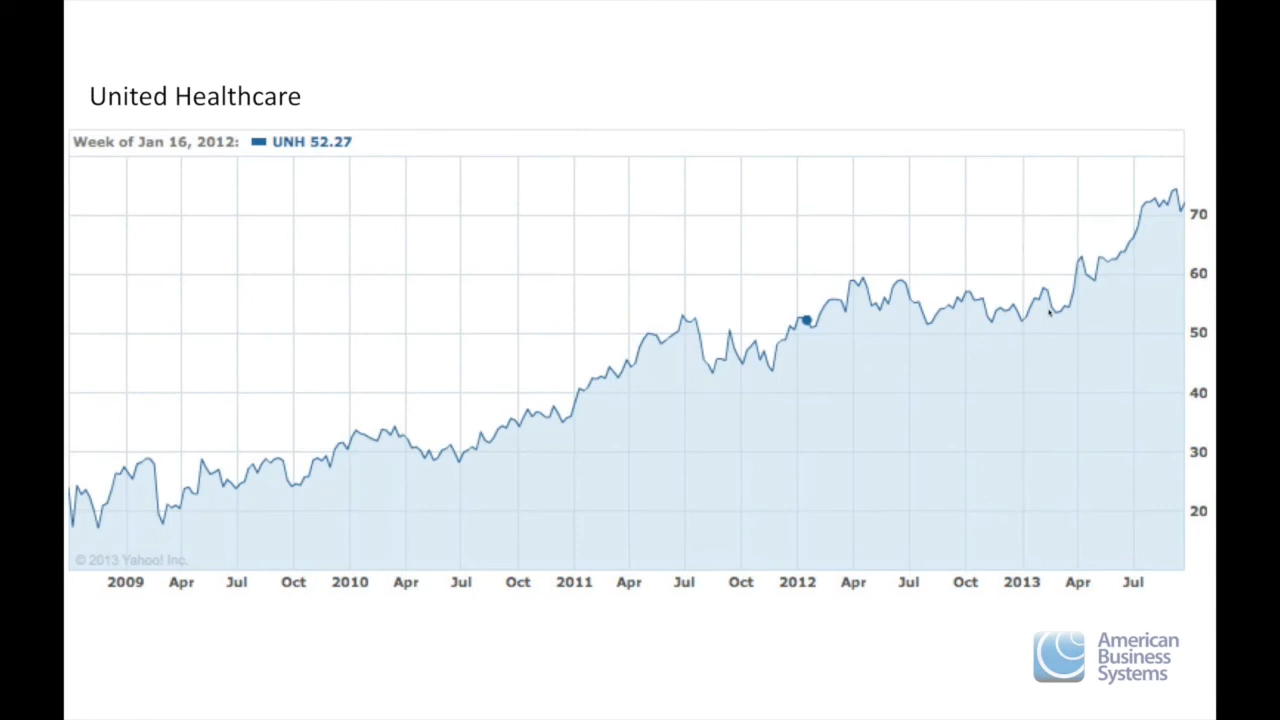 United Healthcare
Week of Jan 16, 2012: UNH 52.27
70
60
50
40
30
20
© 2013 Yahoo! Inc.
2009 Apr Jul Oct 2010 Apr Jul Oct 2011 Apr Jul Oct 2012 Apr Jul Oct 2013 Apr Jul
American
Business
Systems